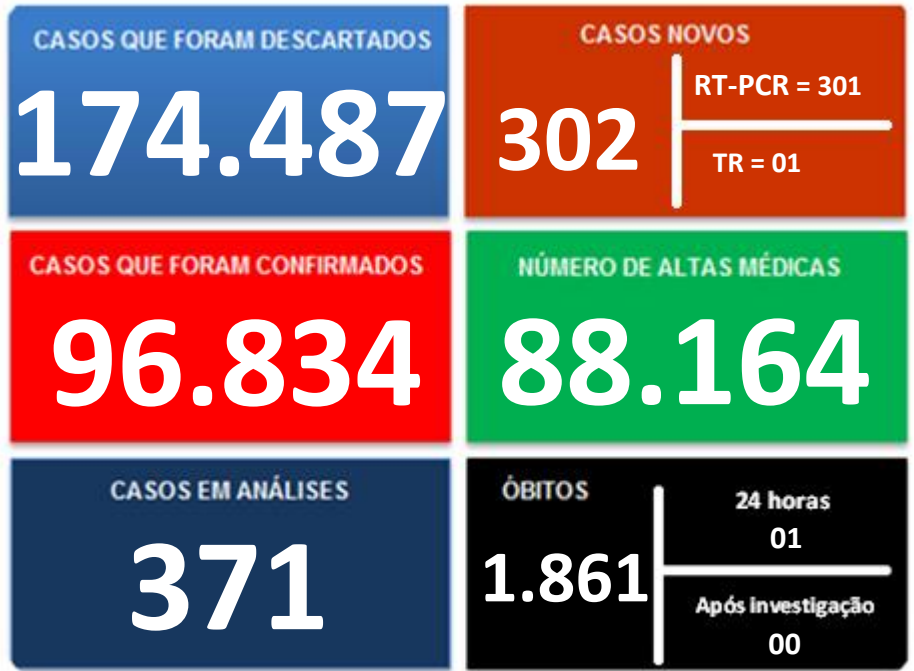 CASOS QUE FORAM DESCARTADOS
174.487
CASOS NOVOS
302
RT-PCR = 301
TR = 01
CASOS QUE FORAM CONFIRMADOS
96.834
NÚMERO DE ALTAS MÉDICAS
88.164
CASOS EM ANÁLISES
371
ÓBITOS
1.861
24 horas
01
Após investigação
00